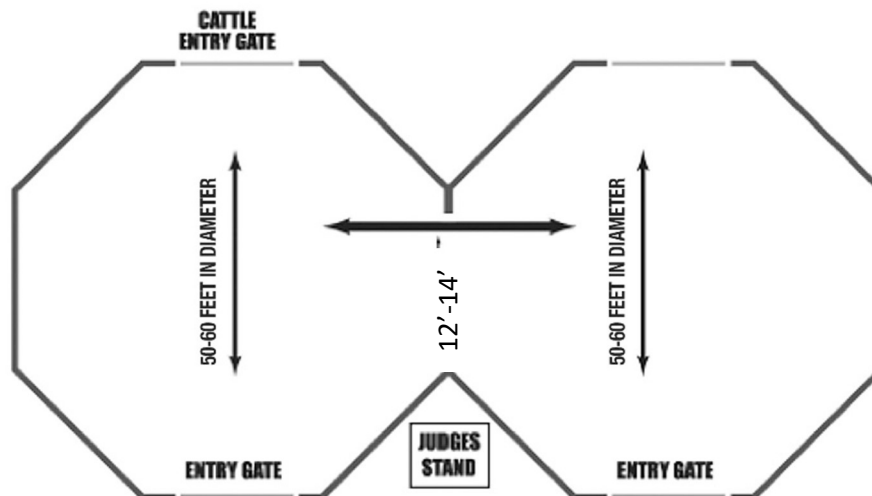 CATTLE
ENTRY GATE
50-60 FEET IN DIAMETER
12’-14’
50-60 FEET IN DIAMETER
ENTRY GATE
JUDGES
STAND
ENTRY GATE